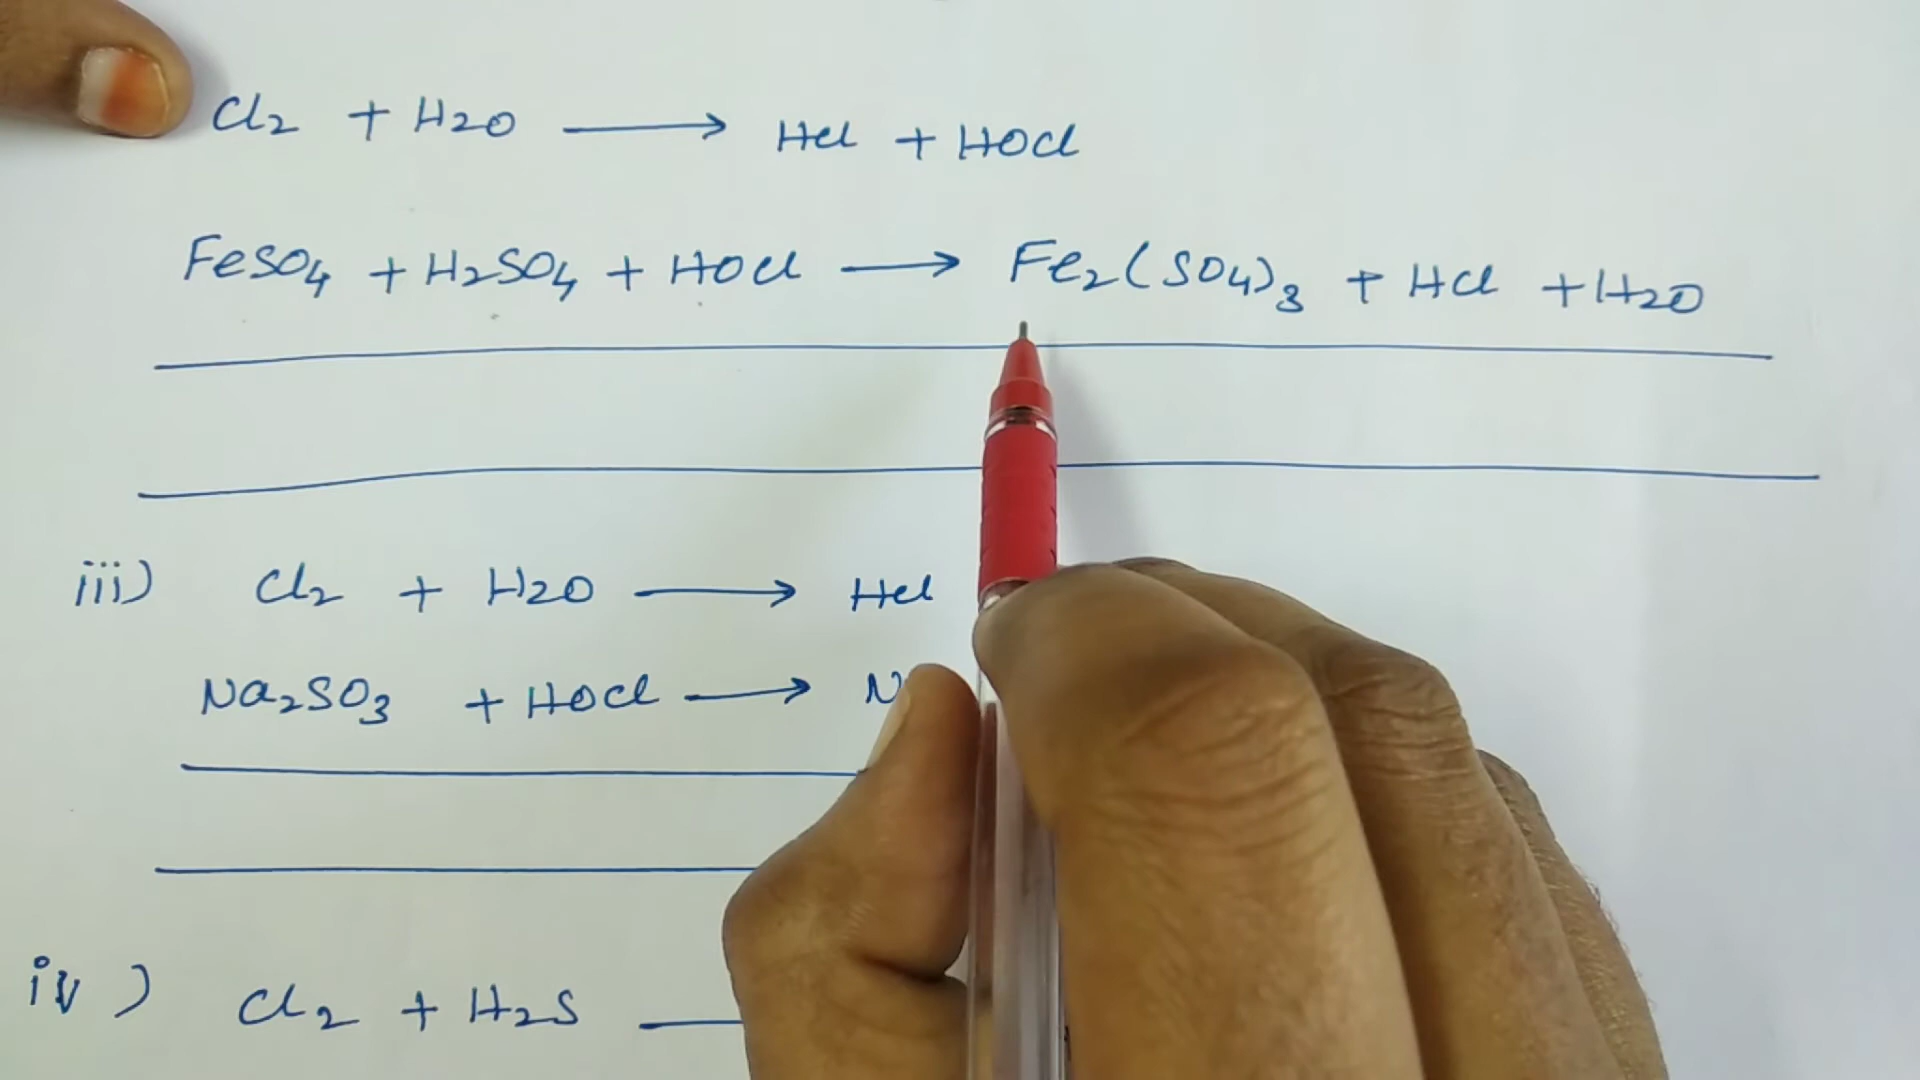 Cl2 + H2O ⟶ HCl + HOCl
FeSO4 + H2SO4 + HOCl ⟶ Fe2(SO4)3 + HCl + H2O
iii) Cl2 + H2O ⟶ HCl
Na2SO3 + HOCl ⟶ N
iv) Cl2 + H2S